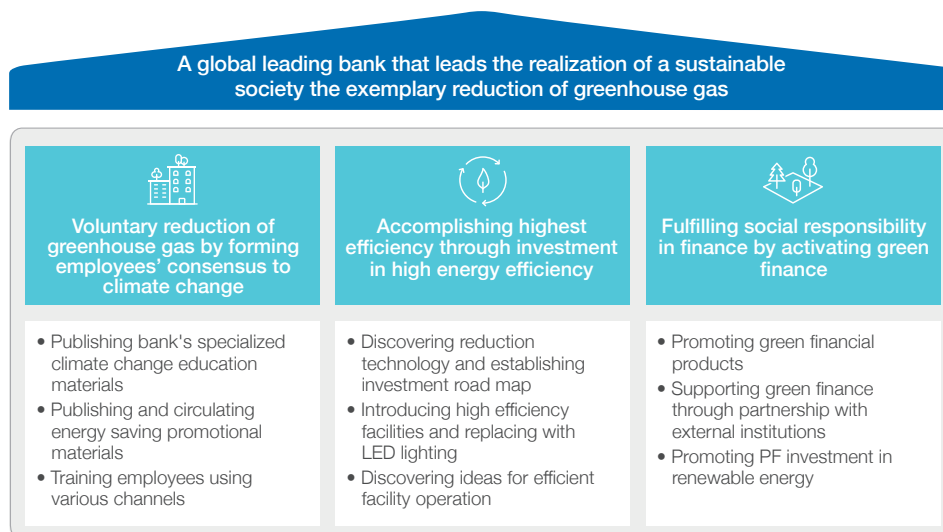 A global leading bank that leads the realization of a sustainable
society the exemplary reduction of greenhouse gas
Voluntary reduction of
greenhouse gas by forming
employees’ consensus to
climate change
• Publishing bank's specialized
climate change education
materials
• Publishing and circulating
energy saving promotional
materials
• Training employees using
various channels
Accomplishing highest
efficiency through investment
in high energy efficiency
• Discovering reduction
technology and establishing
investment road map
• Introducing high efficiency
facilities and replacing with
LED lighting
• Discovering ideas for efficient
facility operation
Fulfilling social responsibility
in finance by activating green
finance
• Promoting green financial
products
• Supporting green finance
through partnership with
external institutions
• Promoting PF investment in
renewable energy